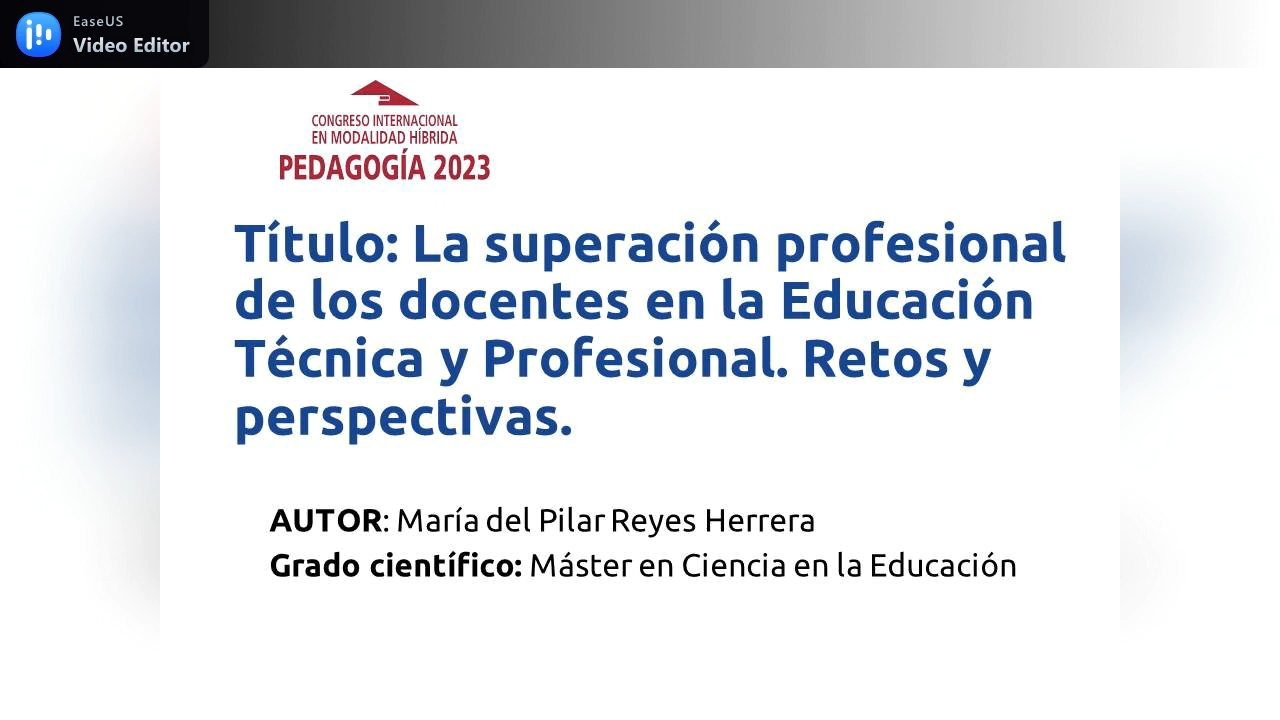 EaseUS
Video Editor
CONGRESO INTERNACIONAL
EN MODALIDAD HÍBRIDA
PEDAGOGÍA 2023
Título: La superación profesional
de los docentes en la Educación
Técnica y Profesional. Retos y
perspectivas.
AUTOR: María del Pilar Reyes Herrera
Grado científico: Máster en Ciencia en la Educación